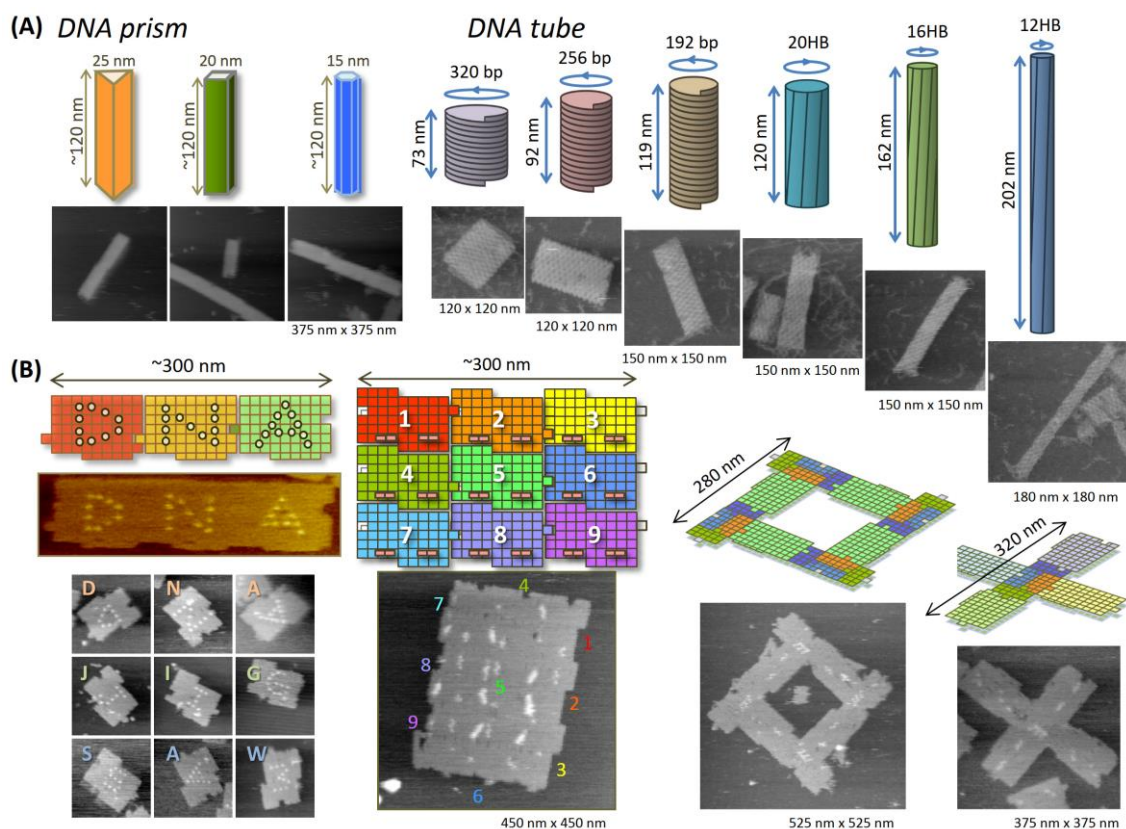 (A) DNA prism DNA tube
25 nm 20 nm 15 nm
~120 nm ~120 nm ~120 nm
320 bp 256 bp 192 bp 20HB 16HB 12HB
73 nm 92 nm 119 nm 120 nm 162 nm 202 nm
375 nm x 375 nm
120 x 120 nm
120 x 120 nm
150 nm x 150 nm
150 nm x 150 nm
150 nm x 150 nm
180 nm x 180 nm
(B) ~300 nm ~300 nm
D N A
1 2 3
4 5 6
7 8 9
D N A
D N A
J I G
S A W
4
7
1
8
5
2
9
3
6
450 nm x 450 nm
280 nm
320 nm
525 nm x 525 nm
375 nm x 375 nm